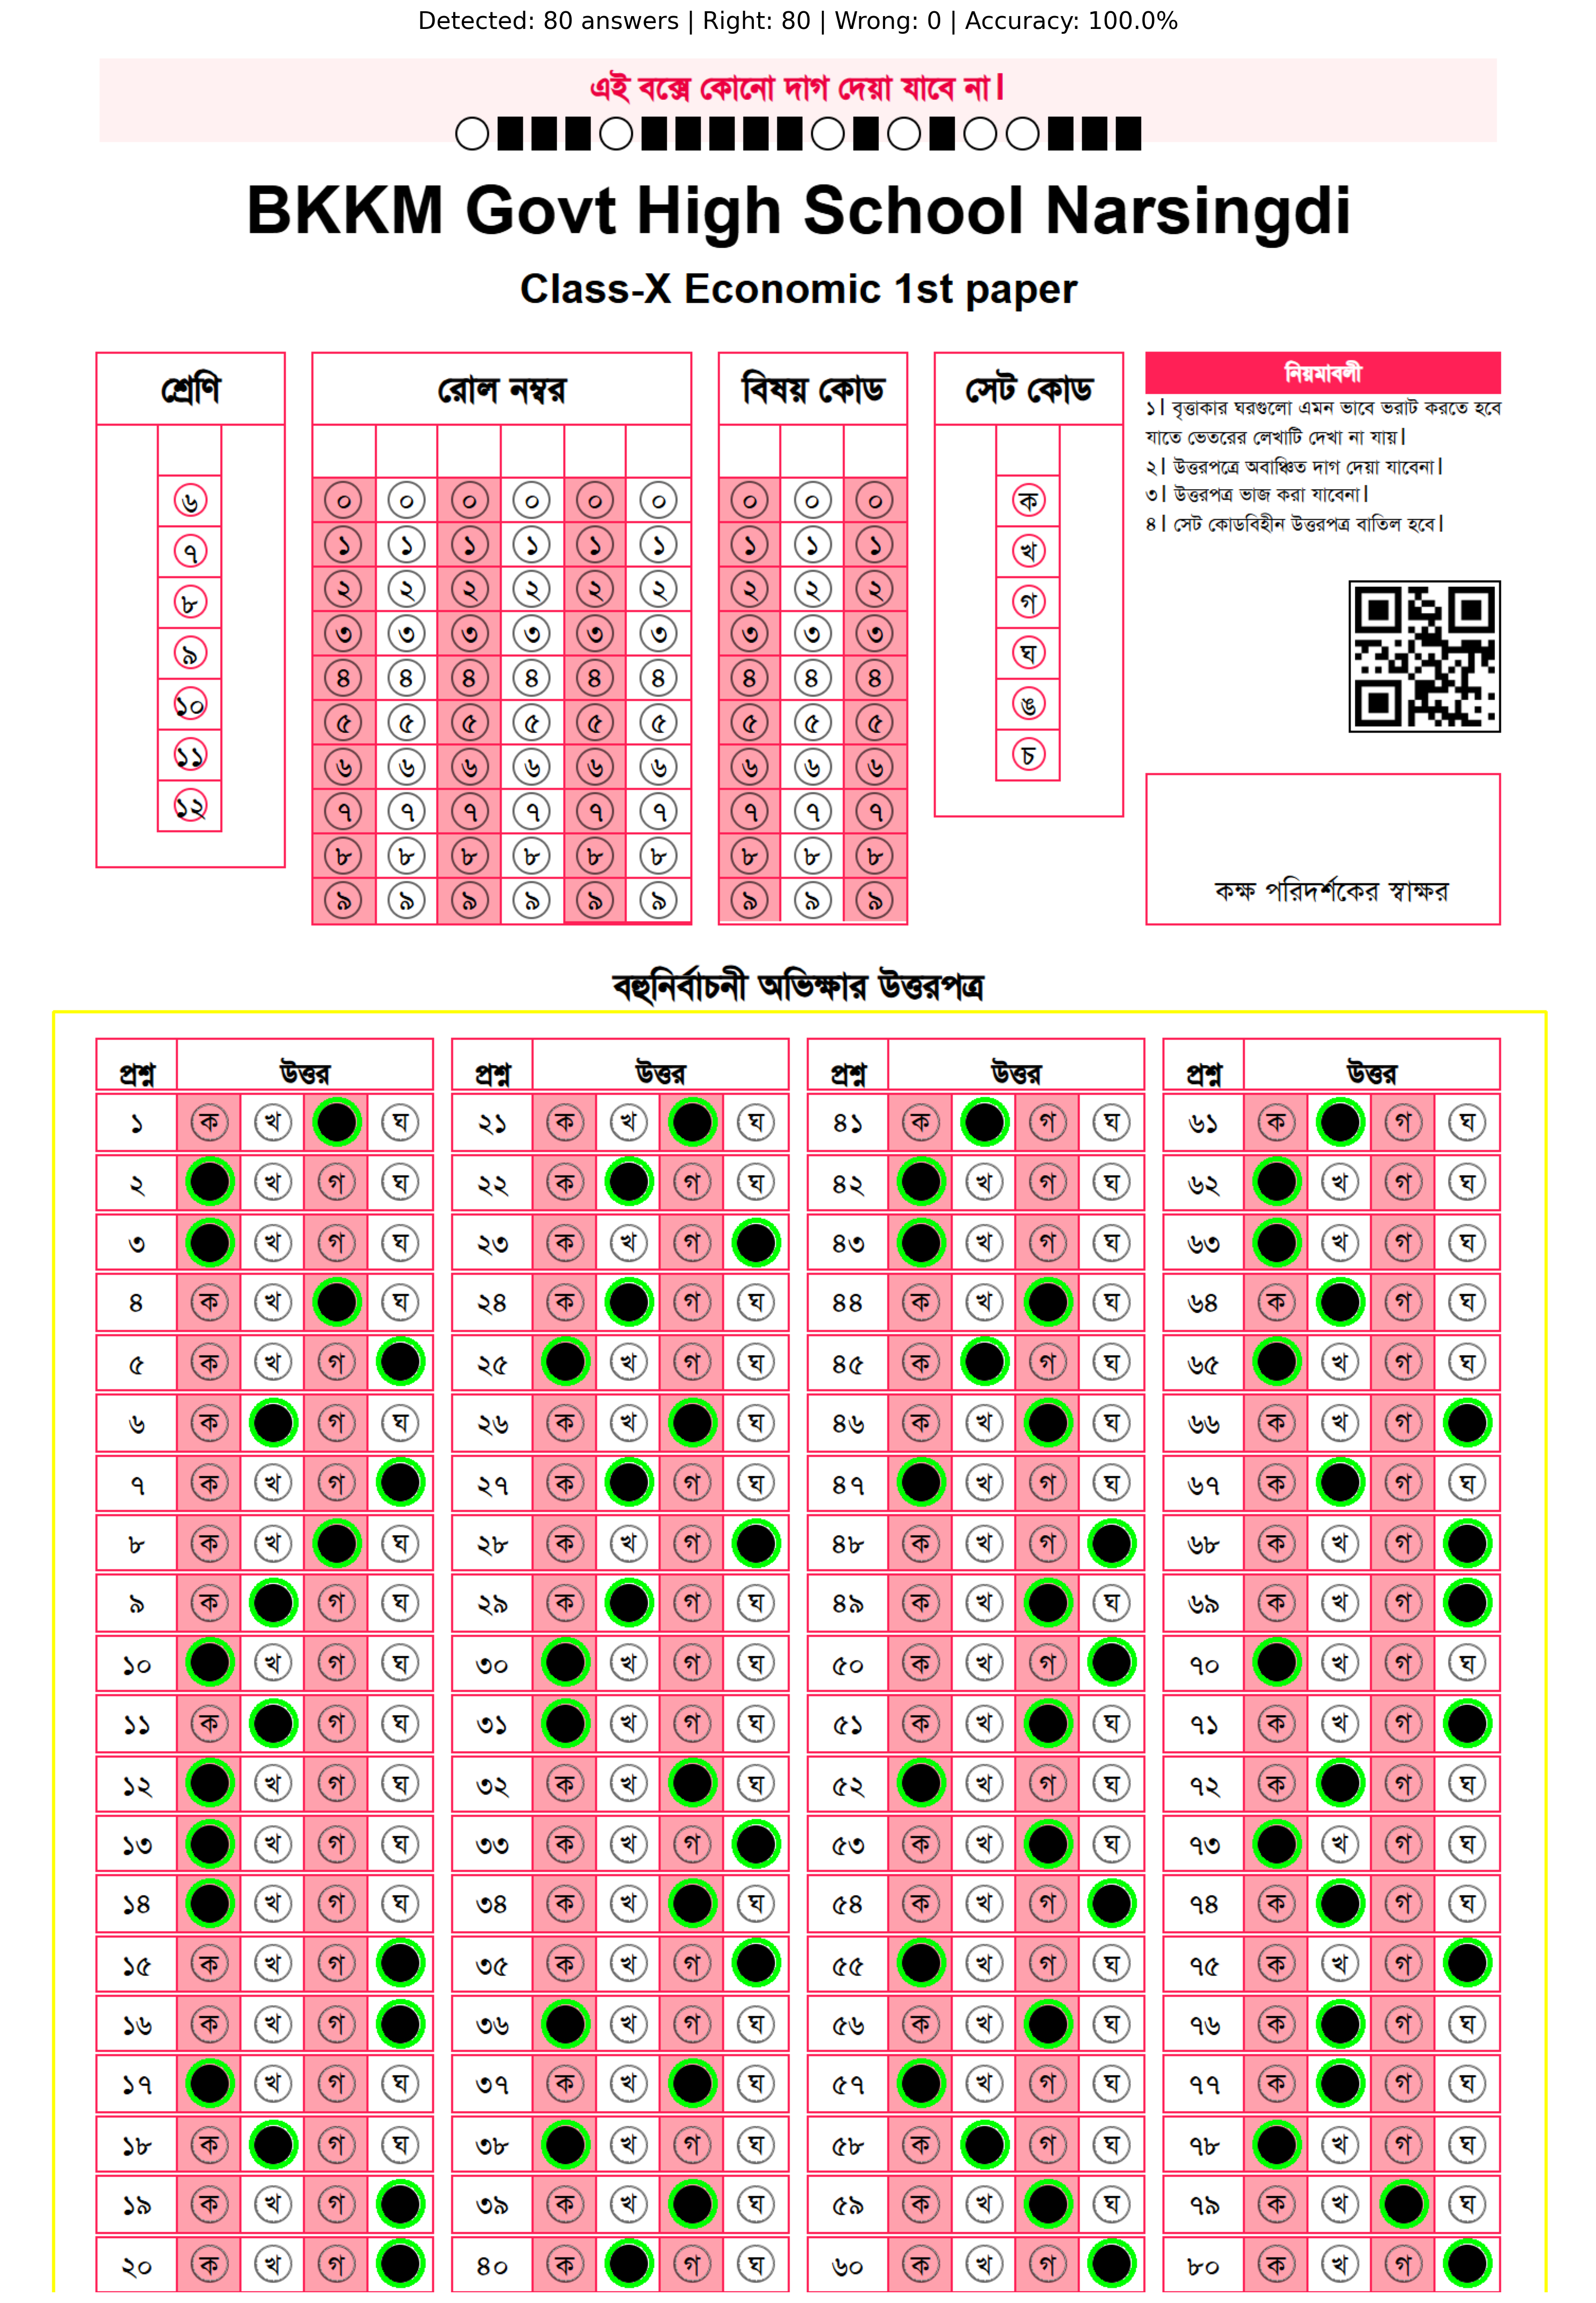 Detected: 80 answers | Right: 80 | Wrong: 0 | Accuracy: 100.0%
এই বক্সে কোনো দাগ দেয়া যাবে না।
BKKM Govt High School Narsingdi
Class-X Economic 1st paper
শ্রেণি
৬
৭
৮
৯
১০
১১
১২
রোল নম্বর
০ ০ ০ ০ ০ ০
১ ১ ১ ১ ১ ১
২ ২ ২ ২ ২ ২
৩ ৩ ৩ ৩ ৩ ৩
৪ ৪ ৪ ৪ ৪ ৪
৫ ৫ ৫ ৫ ৫ ৫
৬ ৬ ৬ ৬ ৬ ৬
৭ ৭ ৭ ৭ ৭ ৭
৮ ৮ ৮ ৮ ৮ ৮
৯ ৯ ৯ ৯ ৯ ৯
বিষয় কোড
০ ০ ০
১ ১ ১
২ ২ ২
৩ ৩ ৩
৪ ৪ ৪
৫ ৫ ৫
৬ ৬ ৬
৭ ৭ ৭
৮ ৮ ৮
৯ ৯ ৯
সেট কোড
ক
খ
গ
ঘ
ঙ
চ
নিয়মাবলী
১। বৃত্তাকার ঘরগুলো এমন ভাবে ভরাট করতে হবে
যাতে ভেতরের লেখাটি দেখা না যায়।
২। উত্তরপত্রে অবাঞ্চিত দাগ দেয়া যাবেনা।
৩। উত্তরপত্র ভাজ করা যাবেনা।
৪। সেট কোডবিহীন উত্তরপত্র বাতিল হবে।
কক্ষ পরিদর্শকের স্বাক্ষর
বহুনির্বাচনী অভিক্ষার উত্তরপত্র
প্রশ্ন উত্তর
১ ক খ ঘ
২ খ গ ঘ
৩ খ গ ঘ
৪ ক খ ঘ
৫ ক খ গ
৬ ক গ ঘ
৭ ক খ গ
৮ ক খ ঘ
৯ ক গ ঘ
১০ খ গ ঘ
১১ ক গ ঘ
১২ খ গ ঘ
১৩ খ গ ঘ
১৪ খ গ ঘ
১৫ ক খ গ
১৬ ক খ গ
১৭ খ গ ঘ
১৮ ক গ ঘ
১৯ ক খ গ
২০ ক খ গ
প্রশ্ন উত্তর
২১ ক খ ঘ
২২ ক গ ঘ
২৩ ক খ গ
২৪ ক গ ঘ
২৫ খ গ ঘ
২৬ ক খ ঘ
২৭ ক গ ঘ
২৮ ক খ গ
২৯ ক গ ঘ
৩০ খ গ ঘ
৩১ খ গ ঘ
৩২ ক খ ঘ
৩৩ ক খ গ
৩৪ ক খ ঘ
৩৫ ক খ গ
৩৬ খ গ ঘ
৩৭ ক খ ঘ
৩৮ খ গ ঘ
৩৯ ক খ ঘ
৪০ ক গ ঘ
প্রশ্ন উত্তর
৪১ ক গ ঘ
৪২ খ গ ঘ
৪৩ খ গ ঘ
৪৪ ক খ ঘ
৪৫ ক গ ঘ
৪৬ ক খ ঘ
৪৭ খ গ ঘ
৪৮ ক খ গ
৪৯ ক খ ঘ
৫০ ক খ গ
৫১ ক খ ঘ
৫২ খ গ ঘ
৫৩ ক খ ঘ
৫৪ ক খ গ
৫৫ খ গ ঘ
৫৬ ক খ ঘ
৫৭ খ গ ঘ
৫৮ ক গ ঘ
৫৯ ক খ ঘ
৬০ ক খ গ
প্রশ্ন উত্তর
৬১ ক গ ঘ
৬২ খ গ ঘ
৬৩ খ গ ঘ
৬৪ ক গ ঘ
৬৫ খ গ ঘ
৬৬ ক খ গ
৬৭ ক গ ঘ
৬৮ ক খ গ
৬৯ ক খ গ
৭০ খ গ ঘ
৭১ ক খ গ
৭২ ক গ ঘ
৭৩ খ গ ঘ
৭৪ ক গ ঘ
৭৫ ক খ গ
৭৬ ক গ ঘ
৭৭ ক গ ঘ
৭৮ খ গ ঘ
৭৯ ক খ ঘ
৮০ ক খ গ